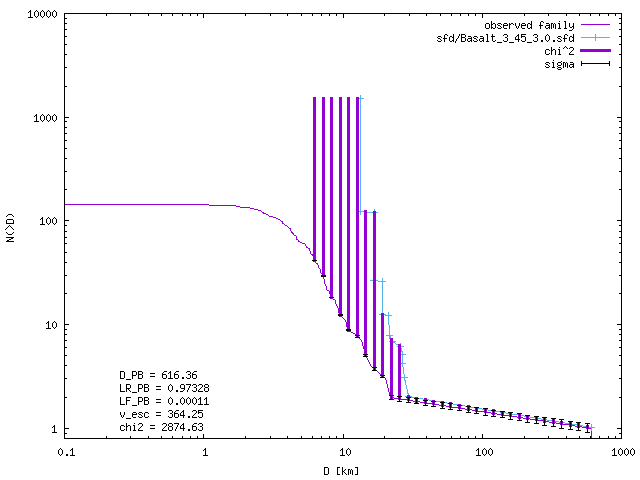 10000
1000
100
10
1
N(>D)
observed family
sfd/Basalt_3_45_3.0.sfd
chi^2
sigma
D_PB = 616.36
LR_PB = 0.97328
LF_PB = 0.00011
v_esc = 364.25
chi2 = 2874.63
0.1 1 10 100 1000
D [km]